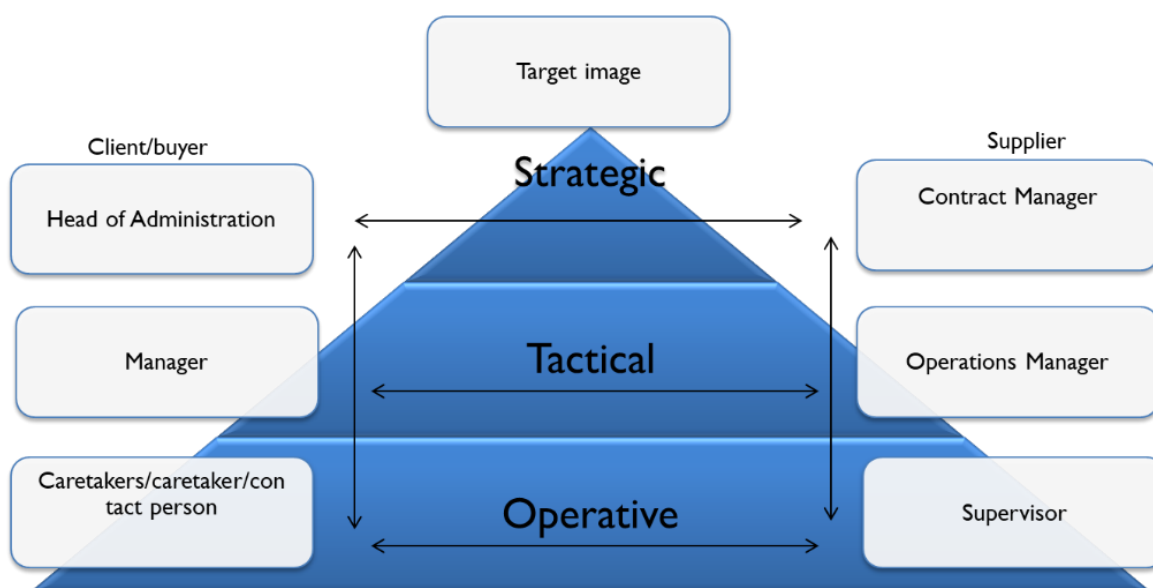 Target image
Client/buyer
Supplier
Strategic
Head of Administration
Contract Manager
Manager
Tactical
Operations Manager
Caretakers/caretaker/con
tact person
Operative
Supervisor